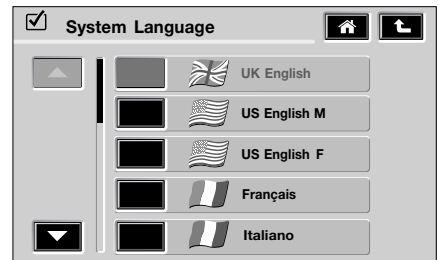 System Language
UK English
US English M
US English F
Français
Italiano